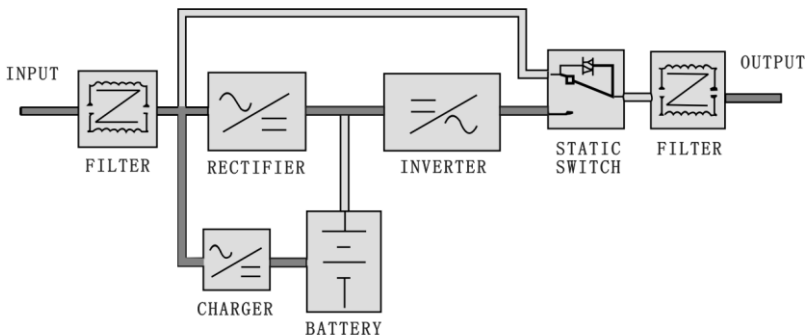 INPUT
OUTPUT
FILTER
RECTIFIER
INVERTER
STATIC
SWITCH
FILTER
CHARGER
BATTERY